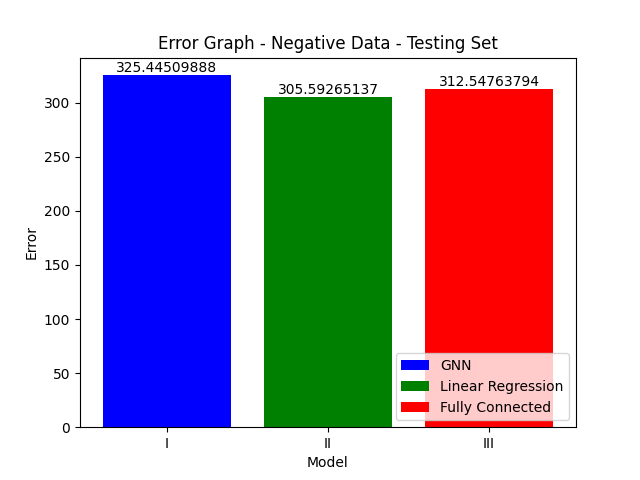 Error Graph - Negative Data - Testing Set
325.44509888
305.59265137
312.54763794
300
250
200
150
100
50
0
Error
GNN
Linear Regression
Fully Connected
I
II
III
Model